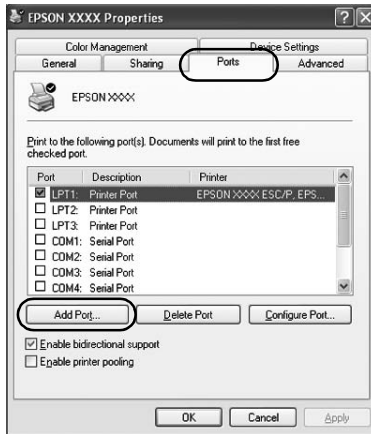 EPSON XXXX Properties
Color Management Device Settings
General Sharing Ports Advanced
EPSON XXXX
Print to the following port(s). Documents will print to the first free
checked port.
Port Description Printer
LPT1: Printer Port EPSON XXXX ESC/P, EPS...
LPT2: Printer Port
LPT3: Printer Port
COM1: Serial Port
COM2: Serial Port
COM3: Serial Port
COM4: Serial Port
Add Port... Delete Port Configure Port...
Enable bidirectional support
Enable printer pooling
OK Cancel Apply